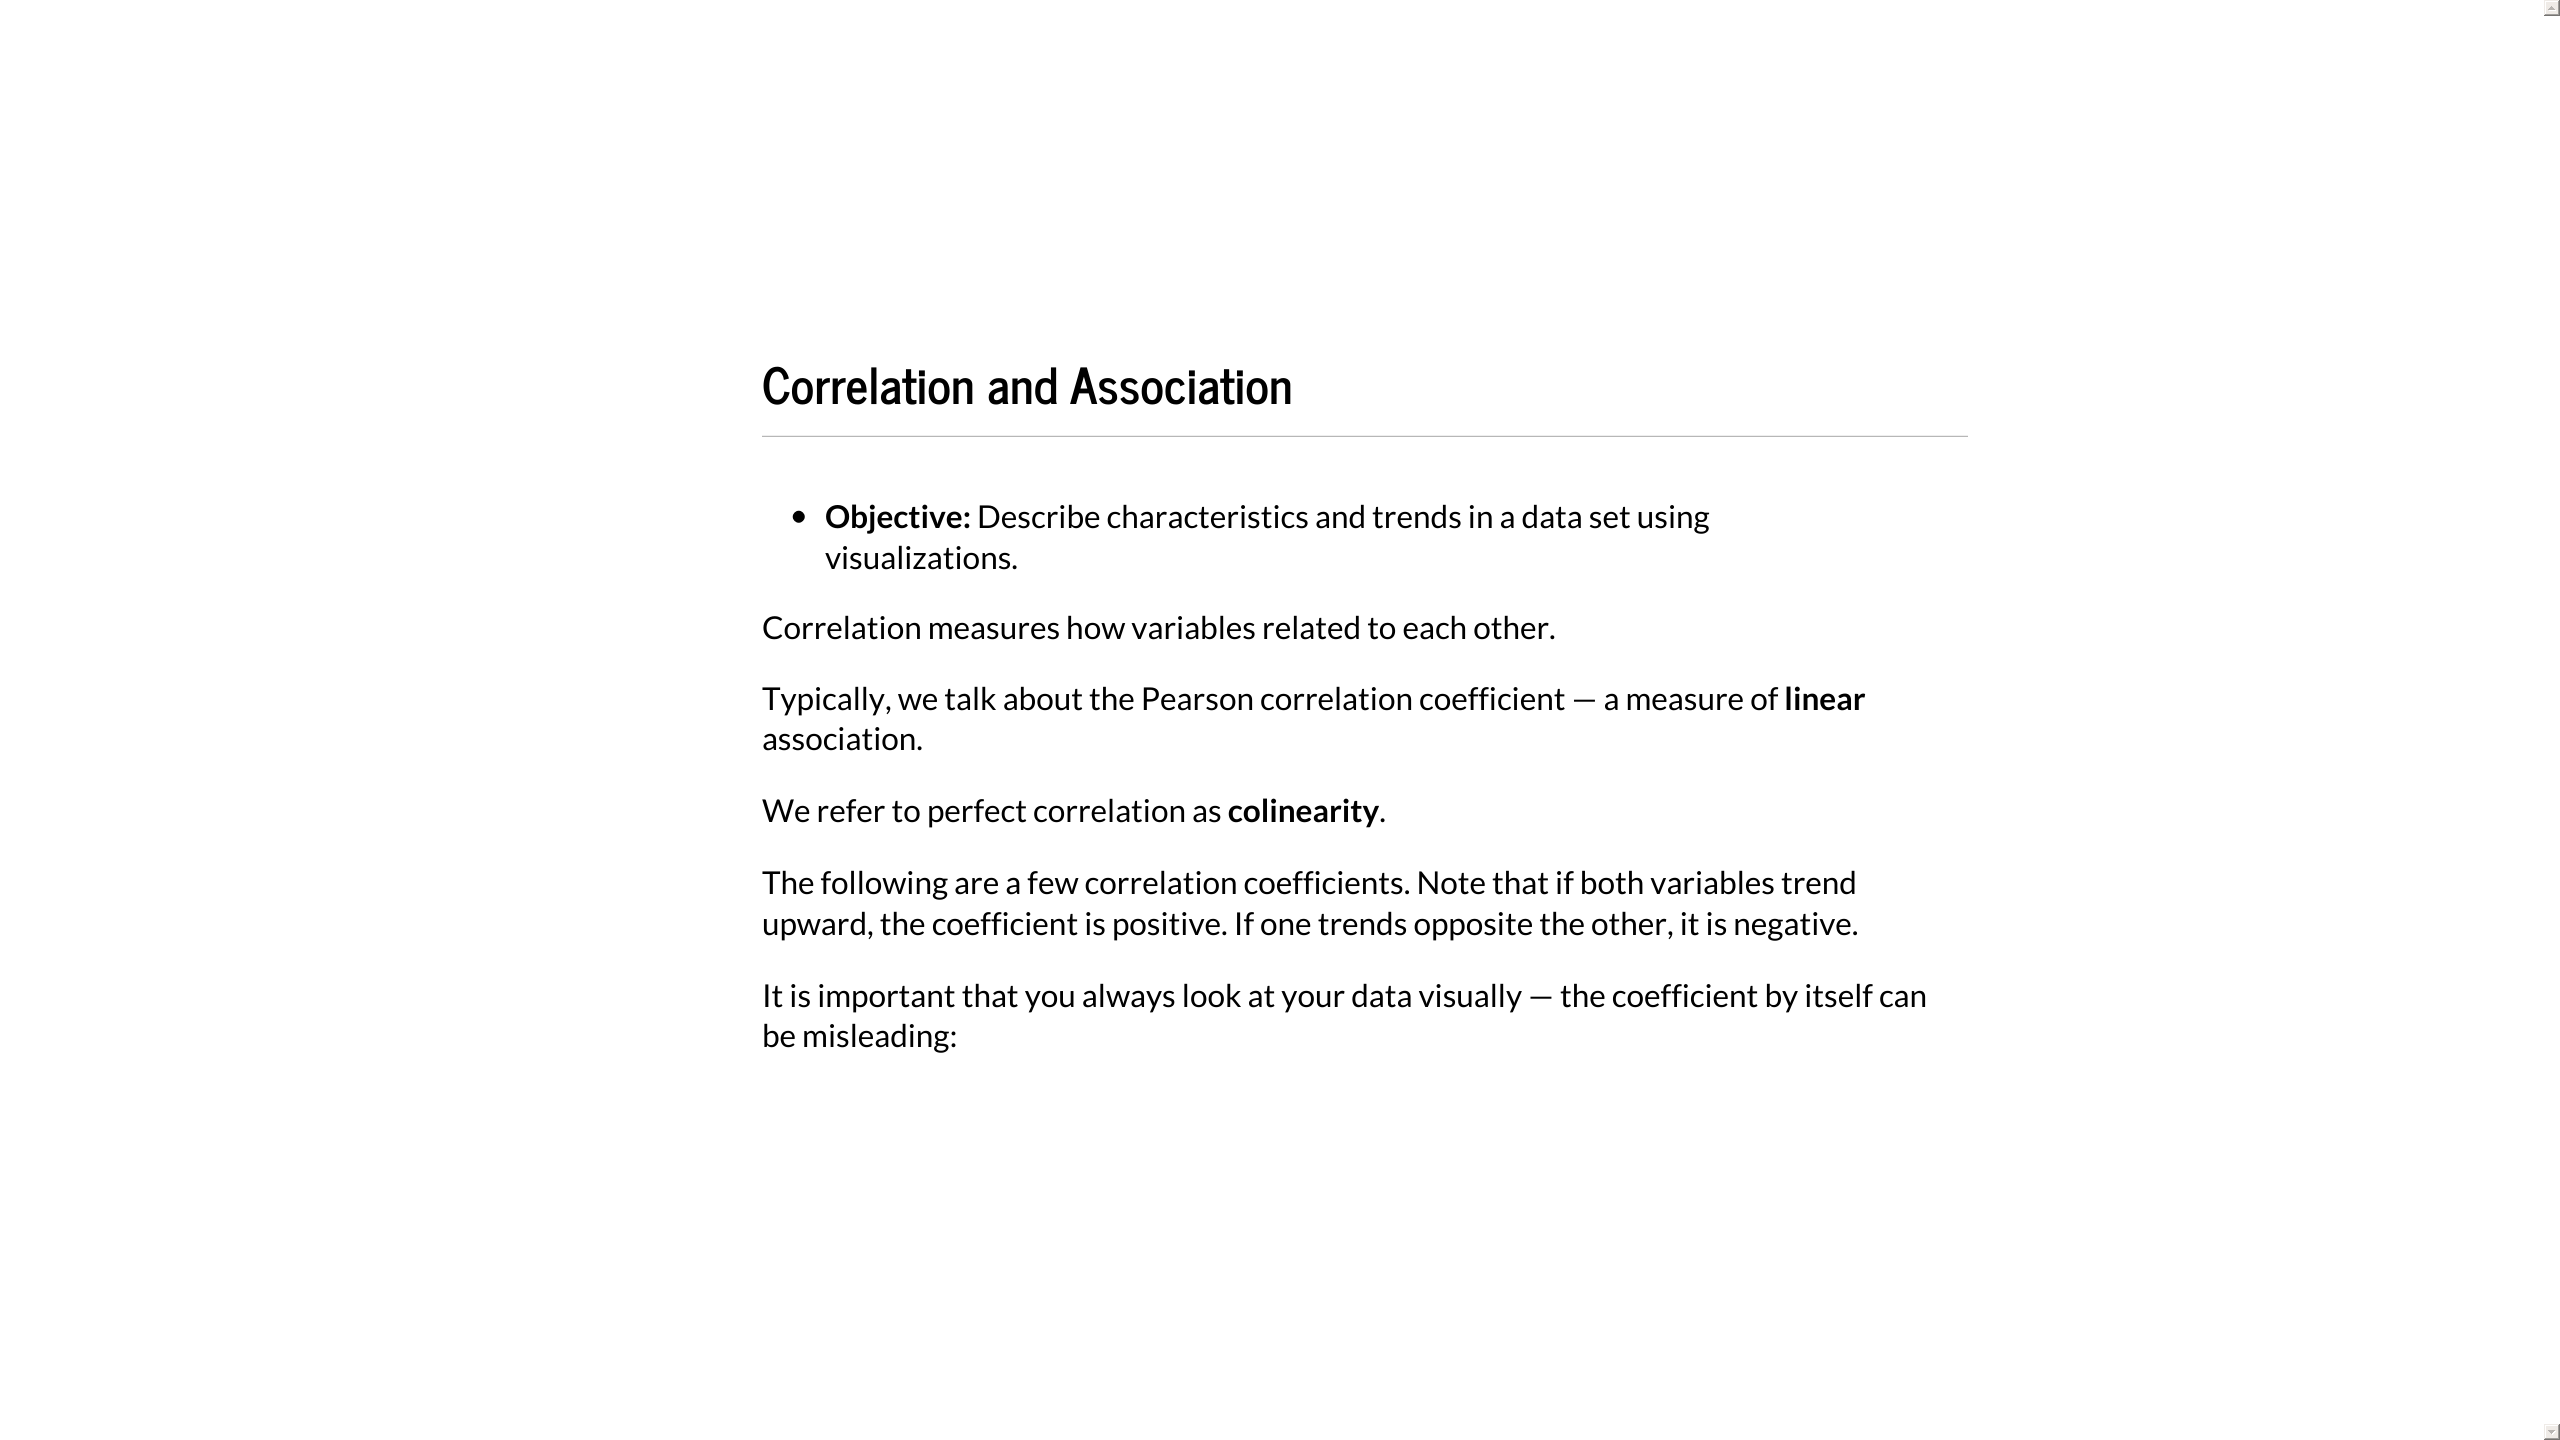 Correlation and Association
• Objective: Describe characteristics and trends in a data set using
visualizations.
Correlation measures how variables related to each other.
Typically, we talk about the Pearson correlation coefficient — a measure of linear
association.
We refer to perfect correlation as colinearity.
The following are a few correlation coefficients. Note that if both variables trend
upward, the coefficient is positive. If one trends opposite the other, it is negative.
It is important that you always look at your data visually — the coefficient by itself can
be misleading: